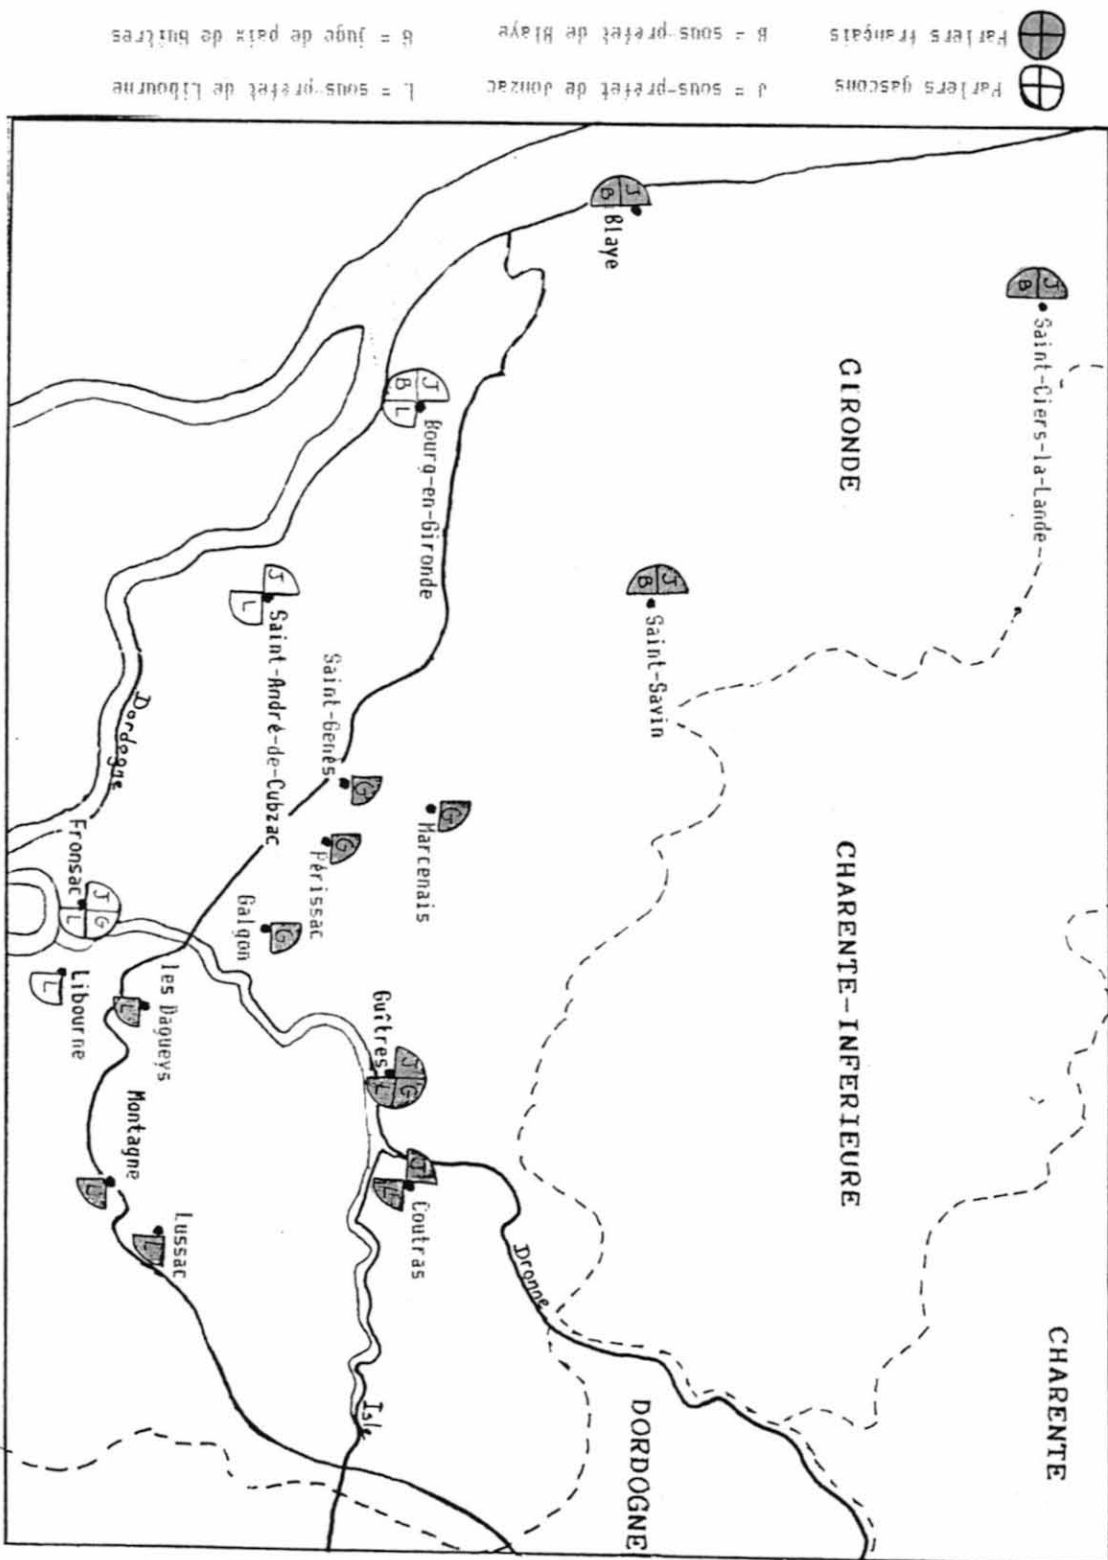 Parlers français
Parlers gascons
B = sous-préfet de Blaye
J = sous-préfet de Jonzac
G = juge de paix de Guîtres
L = sous-préfet de Libourne
CHARENTE
CHARENTE-INFERIEURE
GIRONDE
DORDOGNE
J
B
Saint-Ciers-la-Lande
J
B
Blaye
J
B
Saint-Savin
J
B
L
Bourg-en-Gironde
J
L
Saint-André-de-Cubzac
G
Saint-Genès
G
Marcenais
G
Périssac
G
Galgon
J
G
L
Guîtres
J
L
Coutras
J
G
L
Fronsac
L
Libourne
L
les Dagueys
L
Montagne
L
Lussac
Dordogne
Dronne
Isle